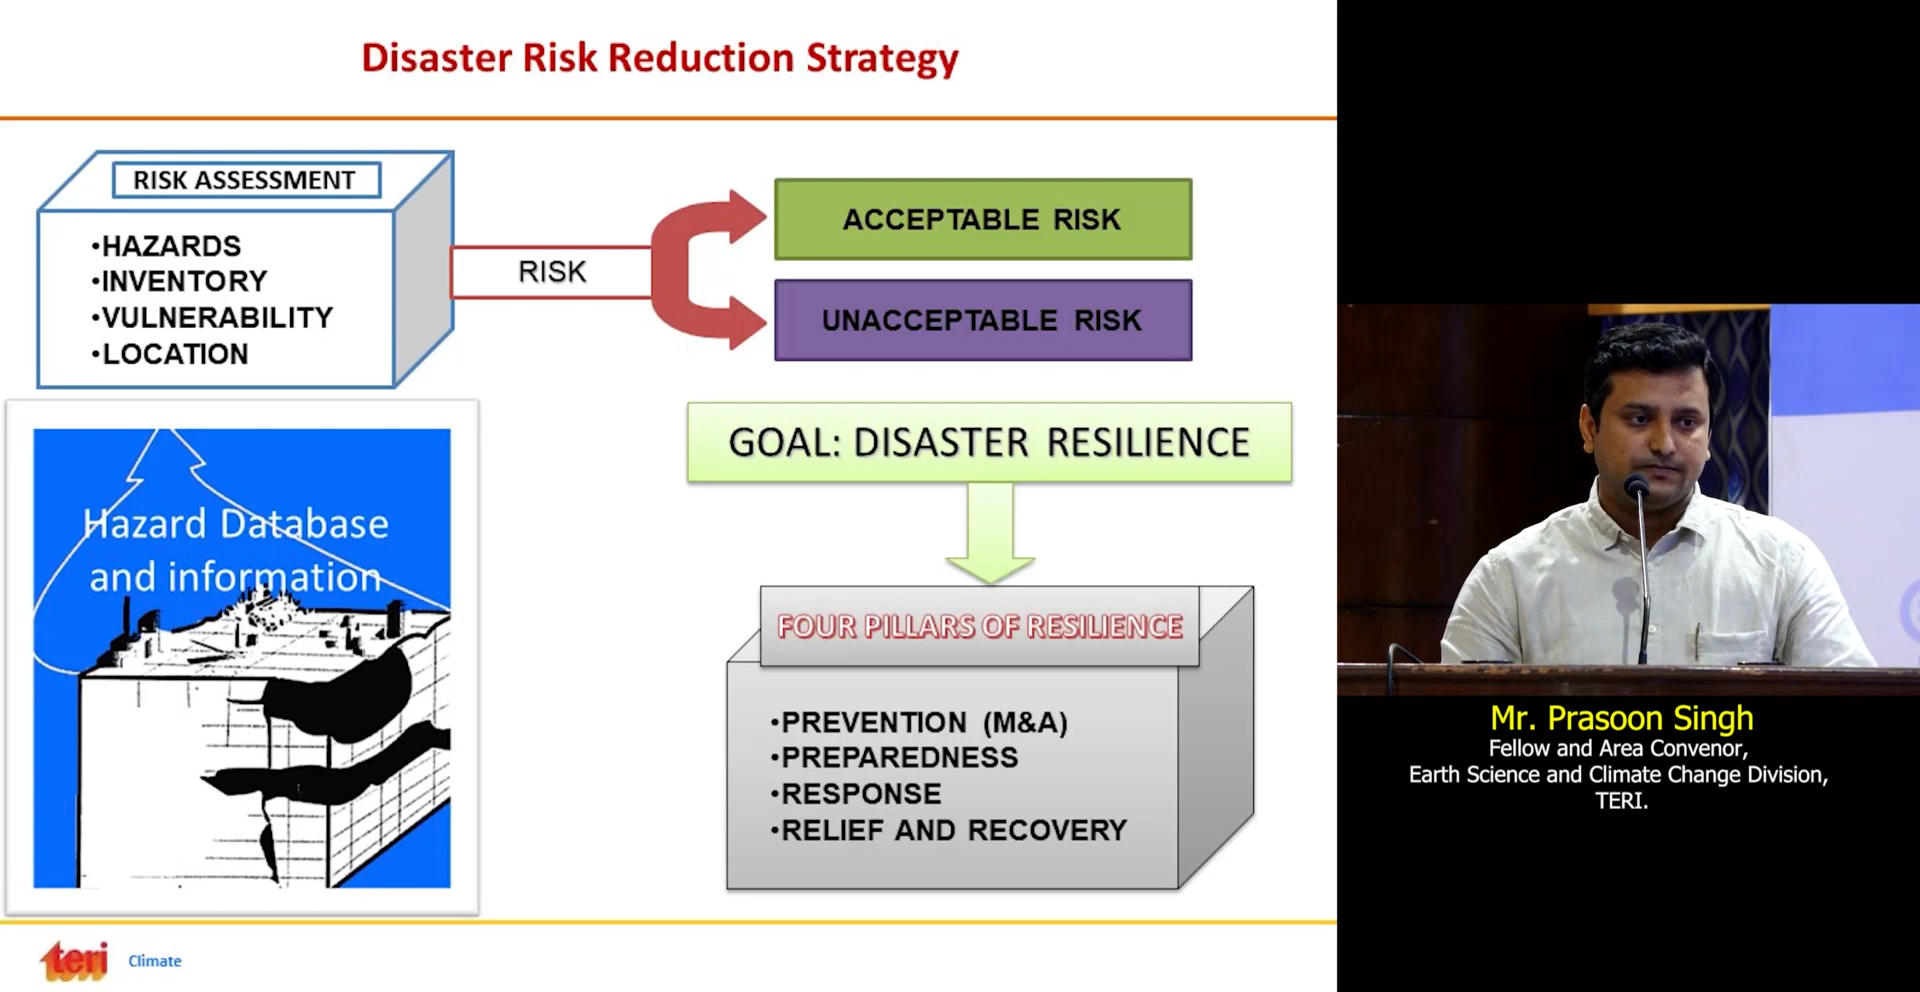 Disaster Risk Reduction Strategy
RISK ASSESSMENT
•HAZARDS
•INVENTORY
•VULNERABILITY
•LOCATION
RISK
ACCEPTABLE RISK
UNACCEPTABLE RISK
Hazard Database
and information
GOAL: DISASTER RESILIENCE
FOUR PILLARS OF RESILIENCE
•PREVENTION (M&A)
•PREPAREDNESS
•RESPONSE
•RELIEF AND RECOVERY
teri
Climate
Mr. Prasoon Singh
Fellow and Area Convenor,
Earth Science and Climate Change Division,
TERI.